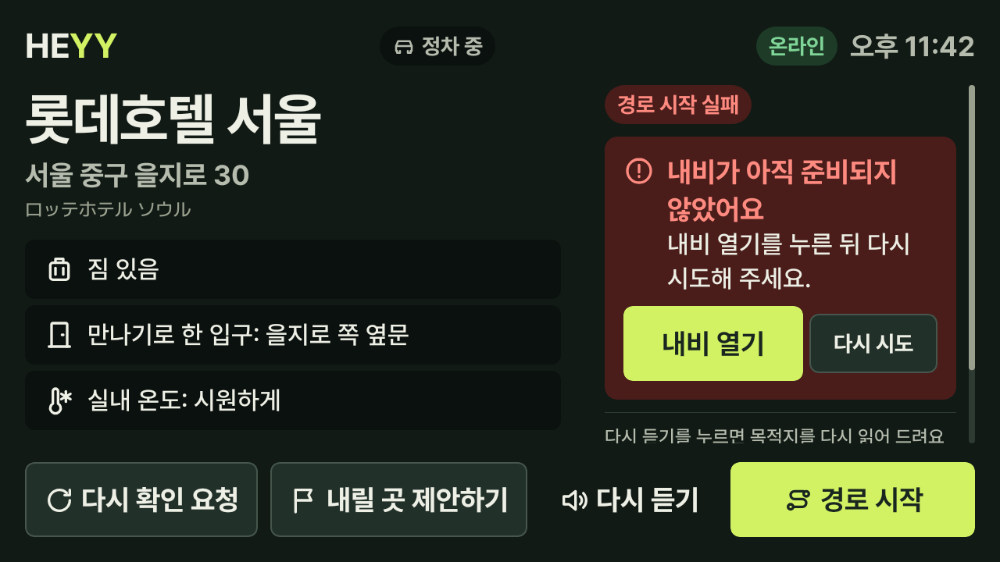 HEYY
정차 중
온라인
오후 11:42
롯데호텔 서울
서울 중구 을지로 30
ロッテホテル ソウル
짐 있음
만나기로 한 입구: 을지로 쪽 옆문
실내 온도: 시원하게
경로 시작 실패
내비가 아직 준비되지
않았어요
내비 열기를 누른 뒤 다시
시도해 주세요.
내비 열기
다시 시도
다시 듣기를 누르면 목적지를 다시 읽어 드려요
다시 확인 요청
내릴 곳 제안하기
다시 듣기
경로 시작